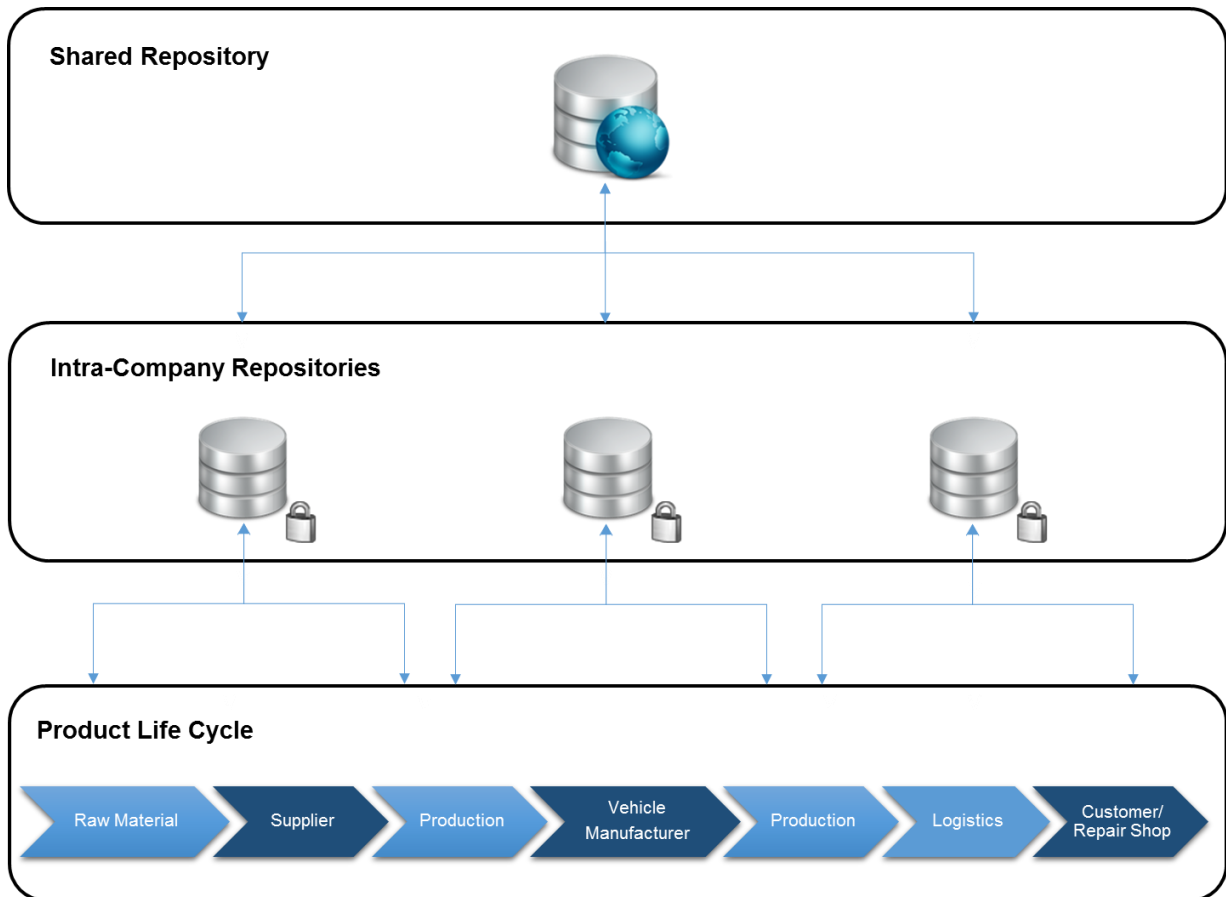 Shared Repository
Intra-Company Repositories
Product Life Cycle
Raw Material
Supplier
Production
Vehicle
Manufacturer
Production
Logistics
Customer/
Repair Shop